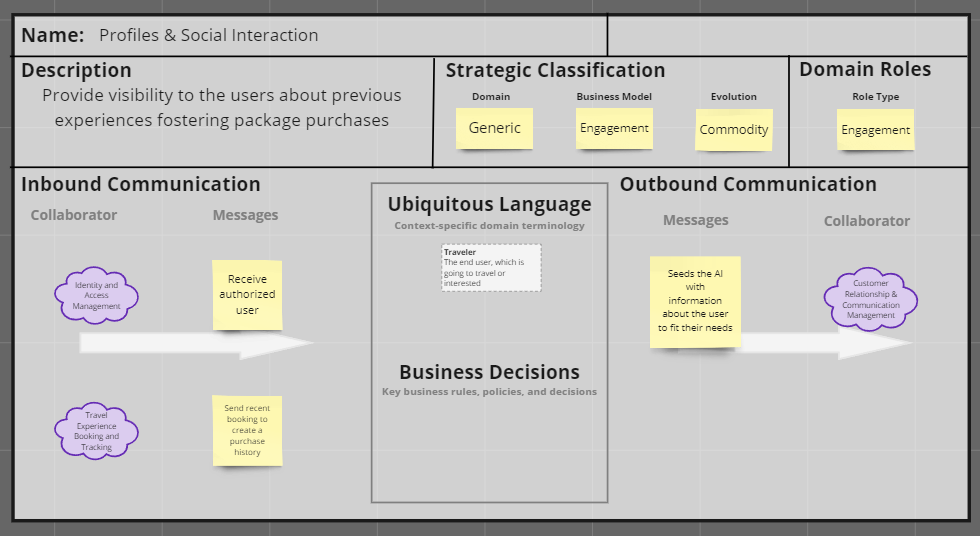 Name: Profiles & Social Interaction
Description
Provide visibility to the users about previous
experiences fostering package purchases
Strategic Classification
Domain
Business Model
Evolution
Generic
Engagement
Commodity
Domain Roles
Role Type
Engagement
Inbound Communication
Collaborator
Messages
Identity and
Access
Management
Receive
authorized
user
Travel
Experience
Booking and
Tracking
Send recent
booking to
create a
purchase
history
Ubiquitous Language
Context-specific domain terminology
Traveler
The end user, which is
going to travel or
interested
Business Decisions
Key business rules, policies, and decisions
Outbound Communication
Messages
Collaborator
Seeds the AI
with
information
about the user
to fit their needs
Customer
Relationship &
Communication
Management